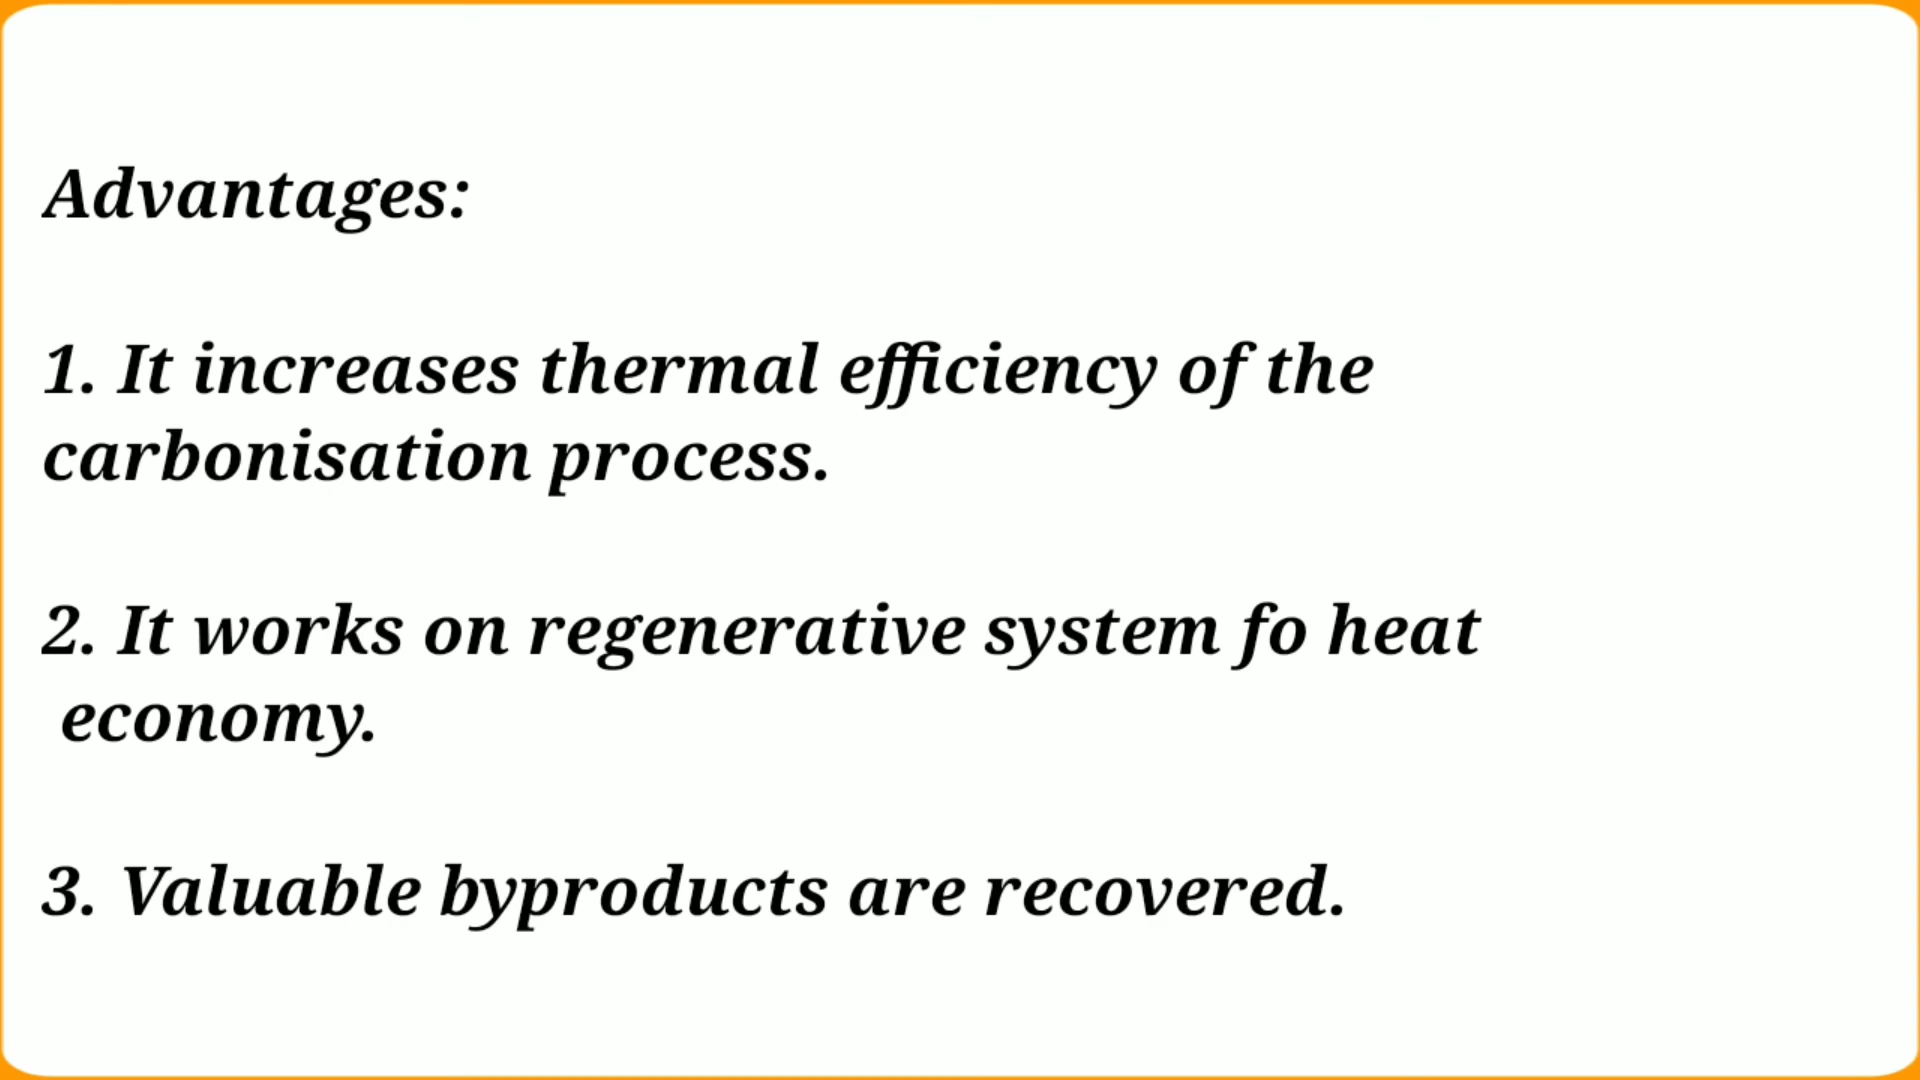 Advantages:
1. It increases thermal efficiency of the
carbonisation process.
2. It works on regenerative system fo heat
economy.
3. Valuable byproducts are recovered.